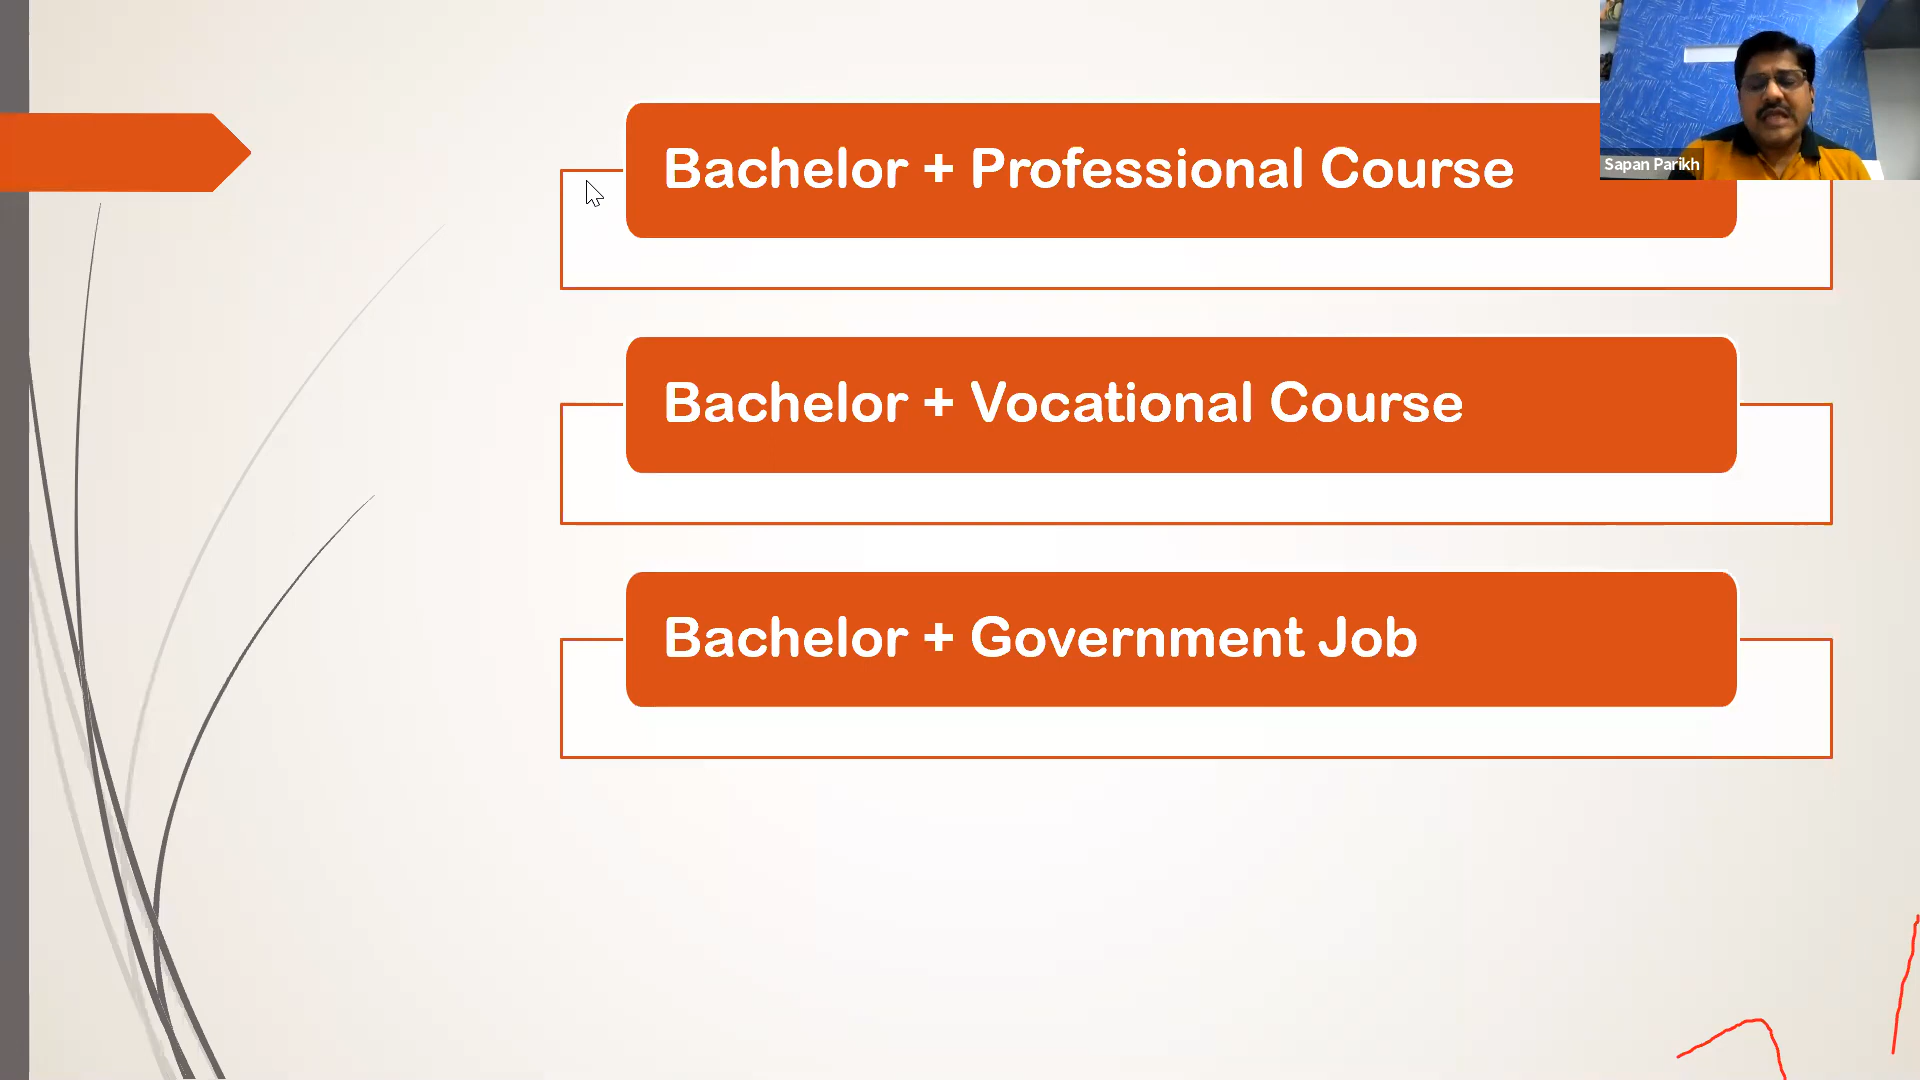 Bachelor + Professional Course
Sapan Parikh
Bachelor + Vocational Course
Bachelor + Government Job